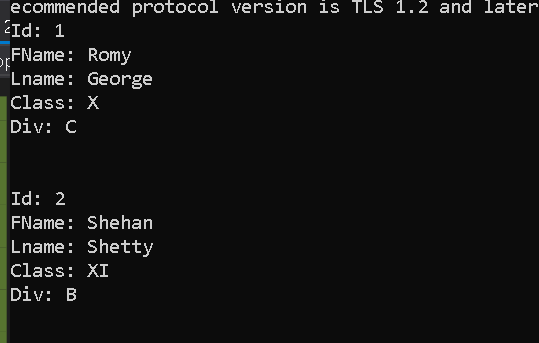 ecommended protocol version is TLS 1.2 and later
Id: 1
FName: Romy
Lname: George
Class: X
Div: C
Id: 2
FName: Shehan
Lname: Shetty
Class: XI
Div: B